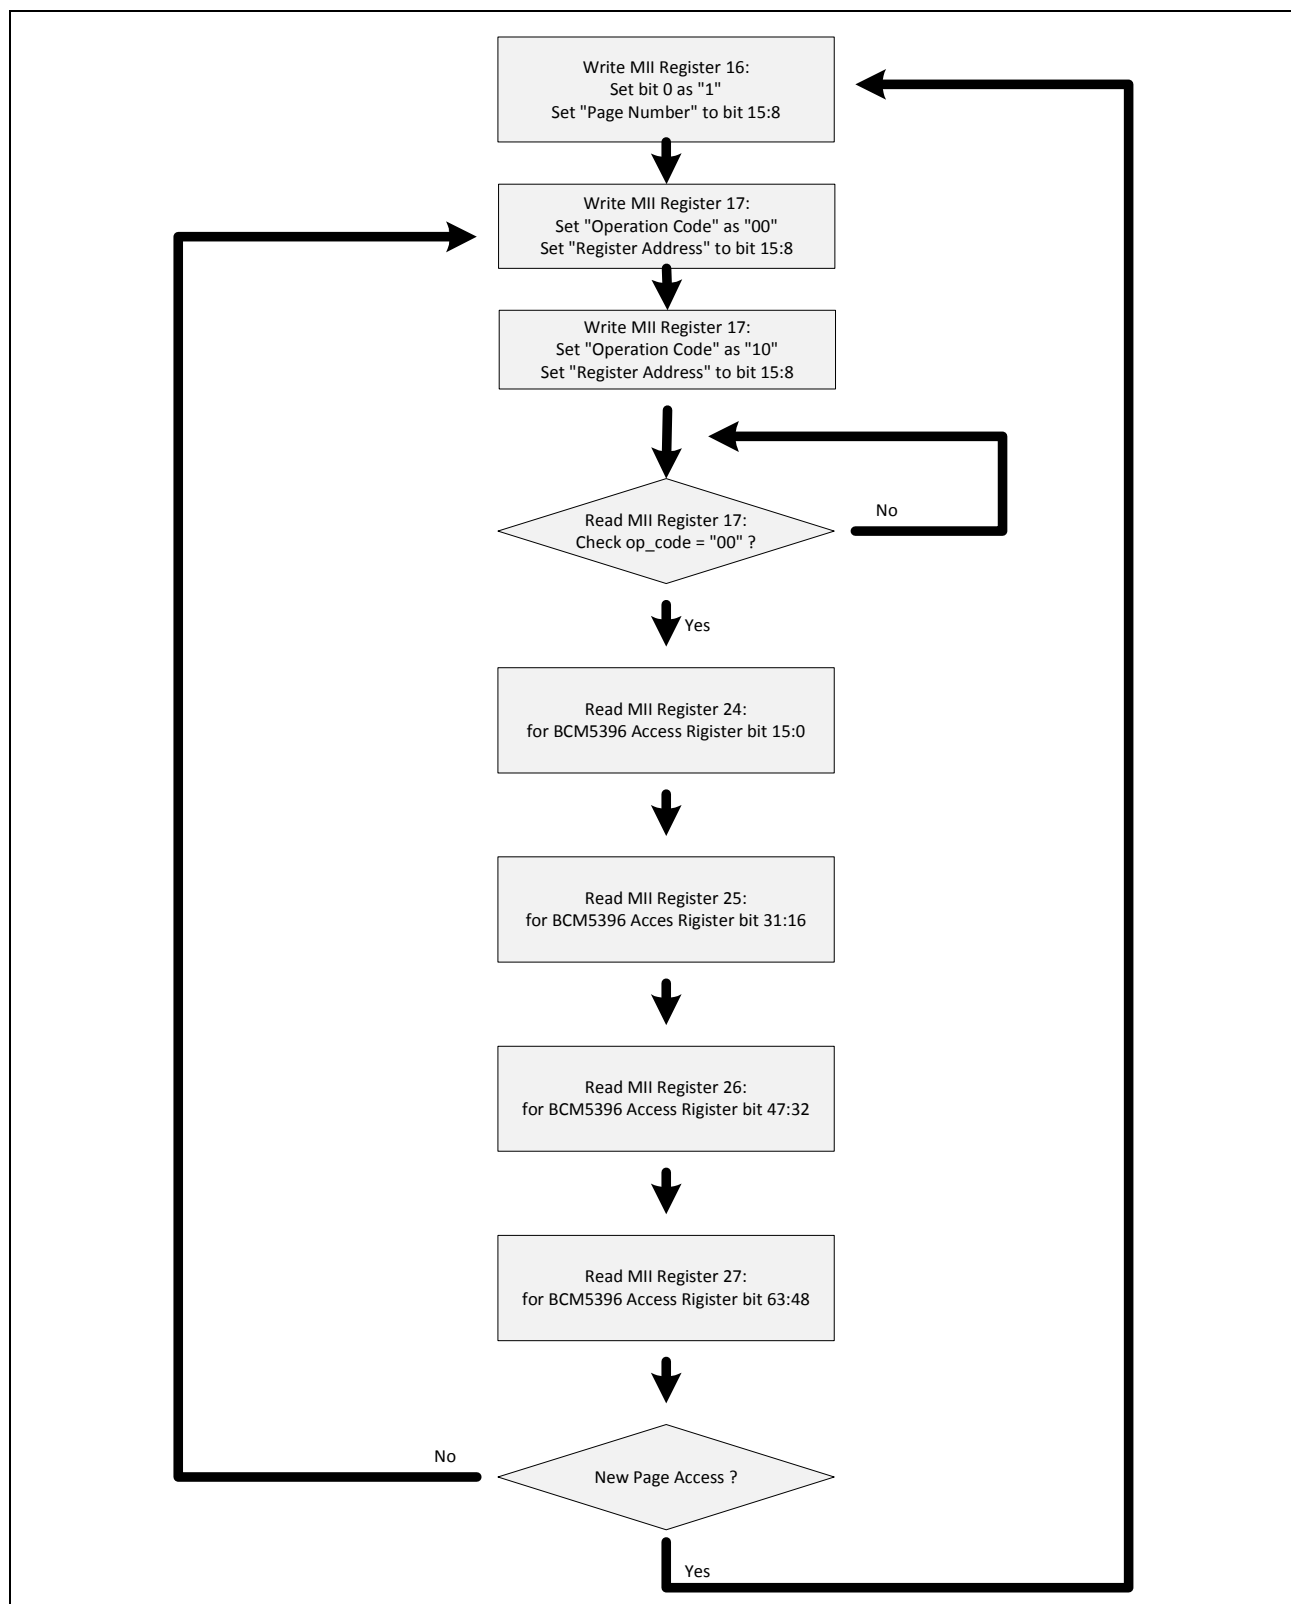 Write MII Register 16:
Set bit 0 as "1"
Set "Page Number" to bit 15:8
Write MII Register 17:
Set "Operation Code" as "00"
Set "Register Address" to bit 15:8
Write MII Register 17:
Set "Operation Code" as "10"
Set "Register Address" to bit 15:8
Read MII Register 17:
Check op_code = "00" ?
No
Yes
Read MII Register 24:
for BCM5396 Access Rigister bit 15:0
Read MII Register 25:
for BCM5396 Acces Rigister bit 31:16
Read MII Register 26:
for BCM5396 Access Rigister bit 47:32
Read MII Register 27:
for BCM5396 Access Rigister bit 63:48
No
New Page Access ?
Yes